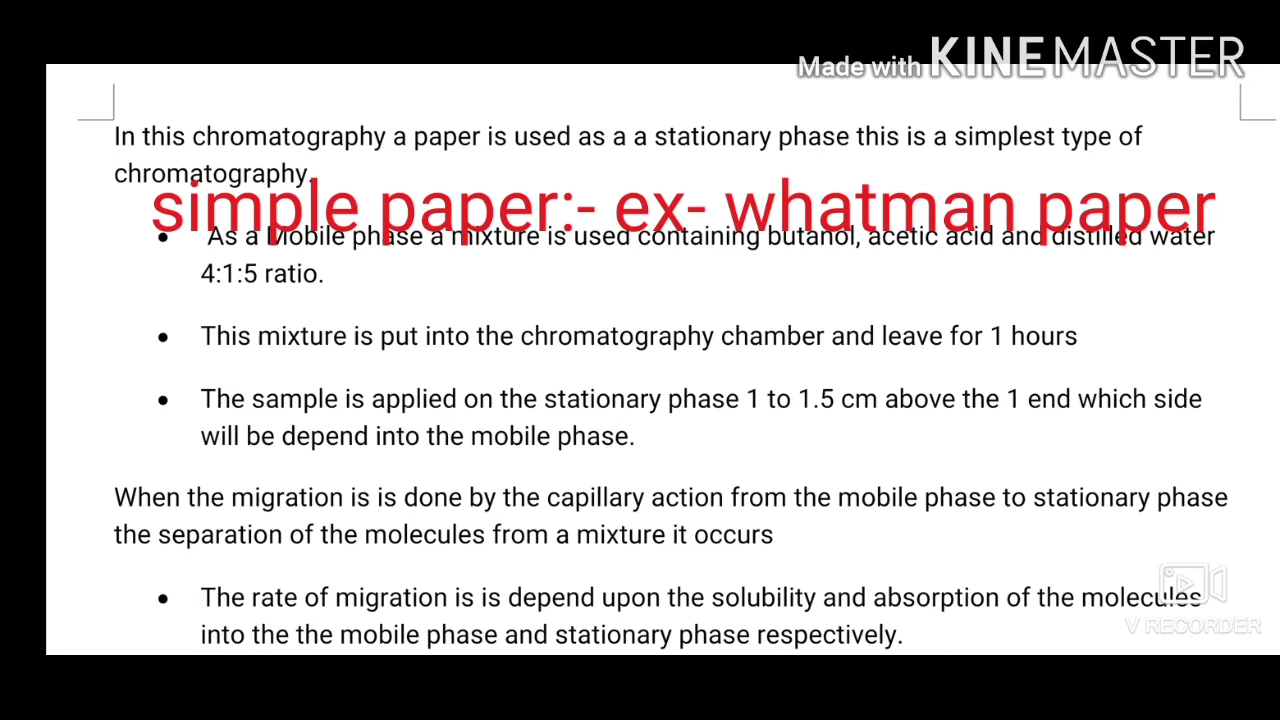 Made with KINEMASTER
In this chromatography a paper is used as a a stationary phase this is a simplest type of
chromatography.
simple paper:- ex- whatman paper
• As a Mobile phase a mixture is used containing butanol, acetic acid and distilled water
4:1:5 ratio.
• This mixture is put into the chromatography chamber and leave for 1 hours
• The sample is applied on the stationary phase 1 to 1.5 cm above the 1 end which side
will be depend into the mobile phase.
When the migration is is done by the capillary action from the mobile phase to stationary phase
the separation of the molecules from a mixture it occurs
• The rate of migration is is depend upon the solubility and absorption of the molecules
into the the mobile phase and stationary phase respectively.
V RECORDER